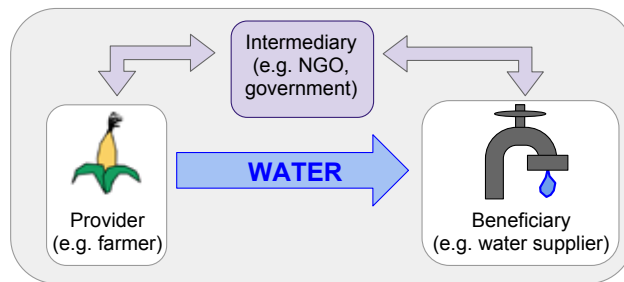 Intermediary
(e.g. NGO,
government)
WATER
Provider
(e.g. farmer)
Beneficiary
(e.g. water supplier)